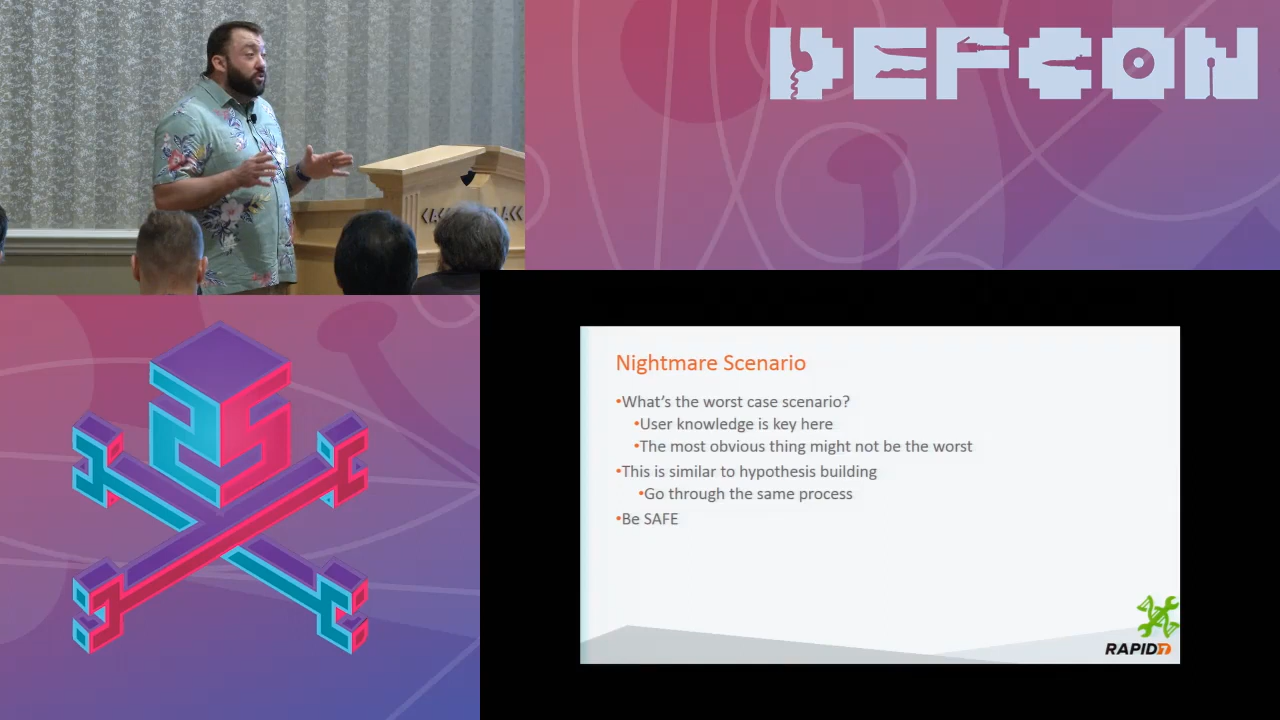 DEFCON
Nightmare Scenario
•What's the worst case scenario?
•User knowledge is key here
•The most obvious thing might not be the worst
•This is similar to hypothesis building
•Go through the same process
•Be SAFE
RAPID7